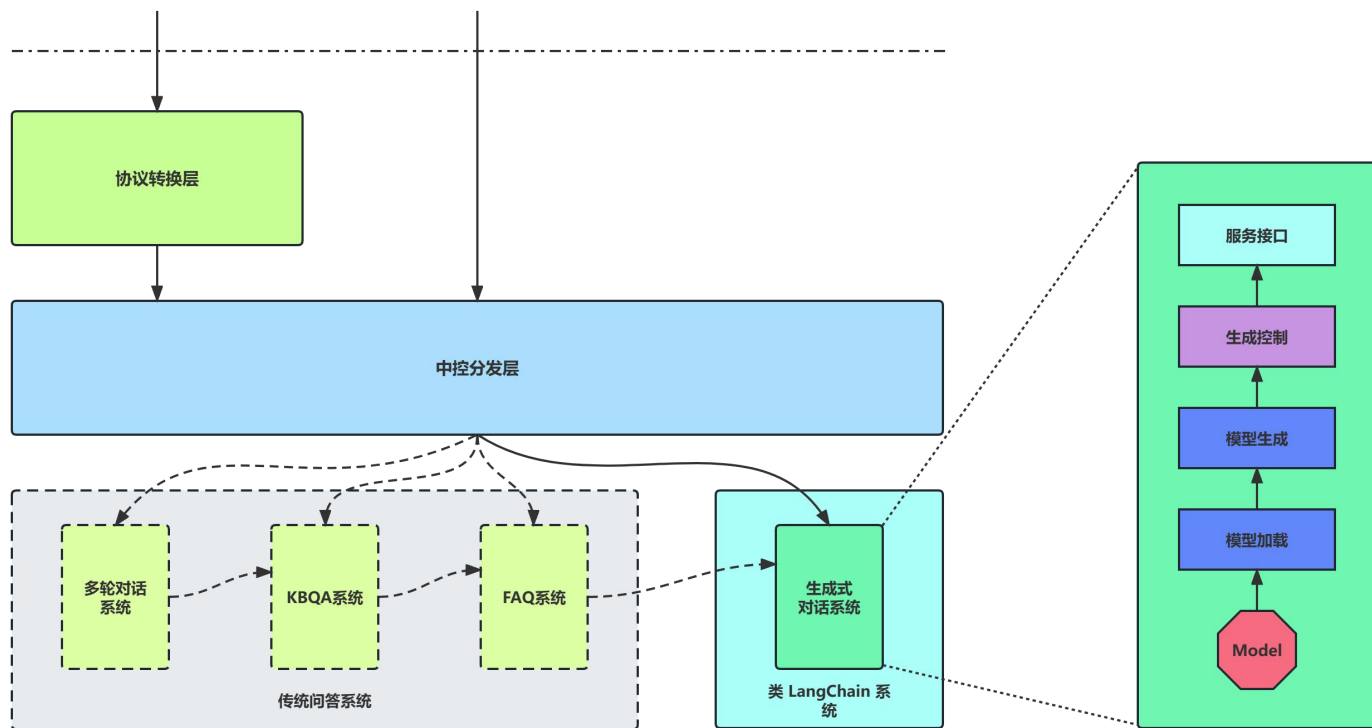 协议转换层
中控分发层
多轮对话
系统
KBQA系统
FAQ系统
传统问答系统
生成式
对话系统
类 LangChain 系
统
服务接口
生成控制
模型生成
模型加载
Model